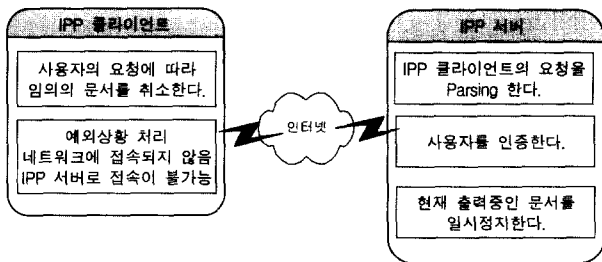 IPP 클라이언트
사용자의 요청에 따라
임의의 문서를 취소한다.
예외상황 처리
네트워크에 접속되지 않음
IPP 서버로 접속이 불가능
인터넷
IPP 서버
IPP 클라이언트의 요청을
Parsing 한다.
사용자를 인증한다.
현재 출력중인 문서를
일시정지한다.